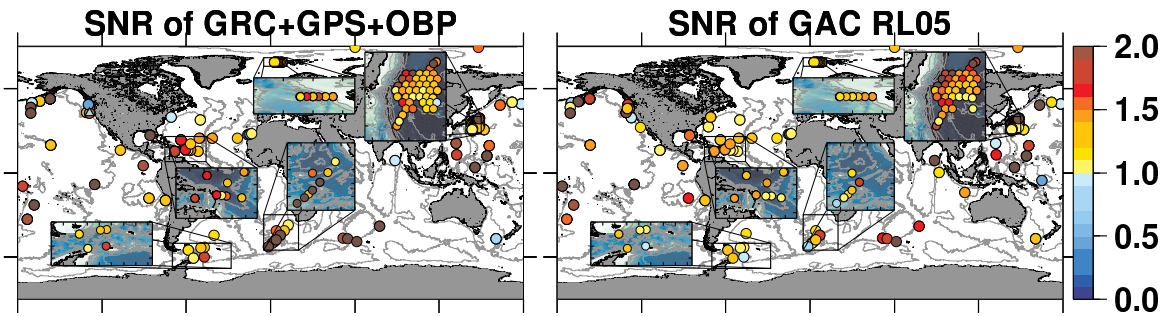 SNR of GRC+GPS+OBP
SNR of GAC RL05
2.0
1.5
1.0
0.5
0.0